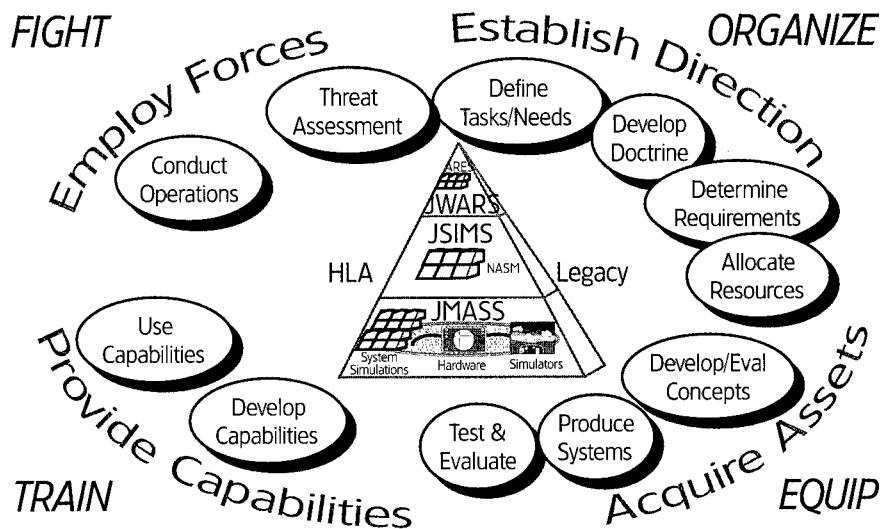 FIGHT
ORGANIZE
Employ Forces
Establish Direction
Threat
Assessment
Define
Tasks/Needs
Develop
Doctrine
Conduct
Operations
Determine
Requirements
Allocate
Resources
ARES
JWARS
JSIMS
NASM
HLA
Legacy
JMASS
System
Simulations
Hardware
Simulators
Use
Capabilities
Develop
Capabilities
Develop/Eval
Concepts
Test &
Evaluate
Produce
Systems
Provide Capabilities
Acquire Assets
TRAIN
EQUIP